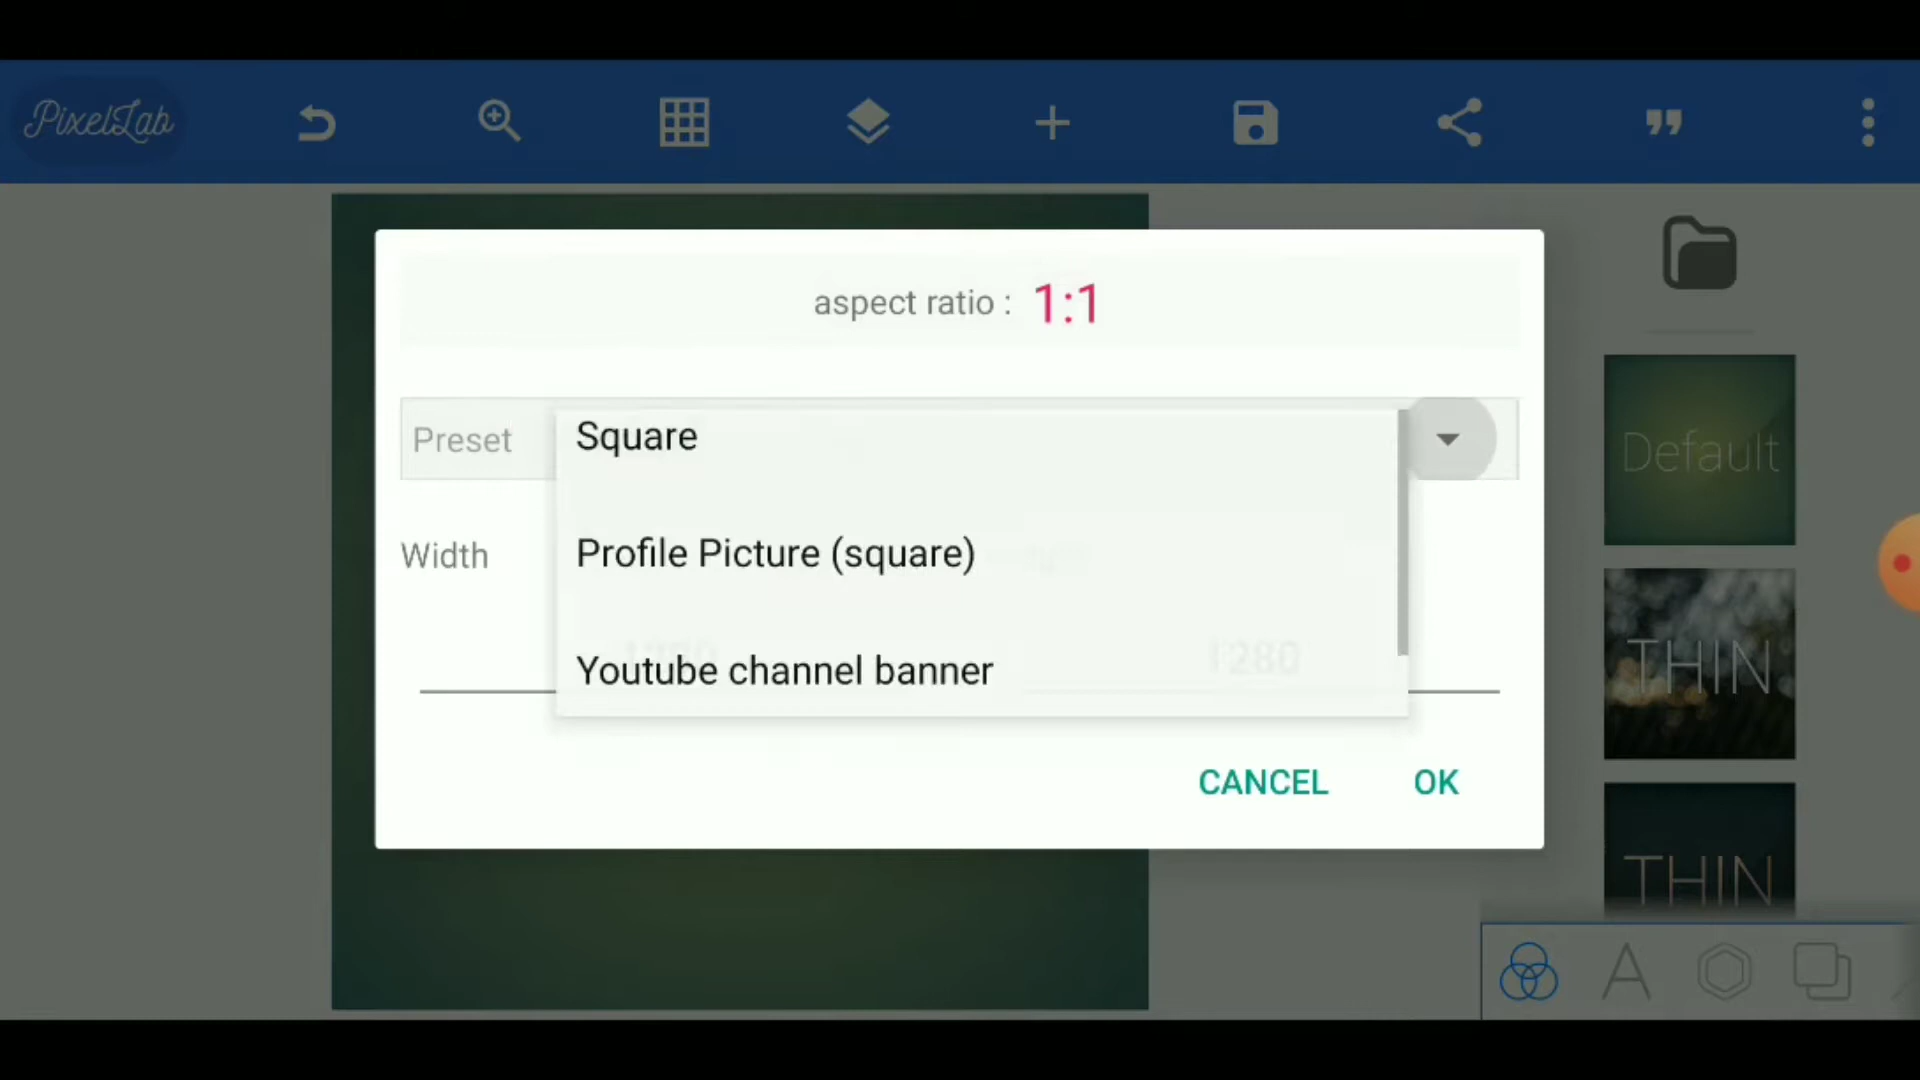 PixelLab
aspect ratio : 1:1
Preset
Square
Profile Picture (square)
Youtube channel banner
Width
1280
CANCEL
OK
Default
THIN
THIN